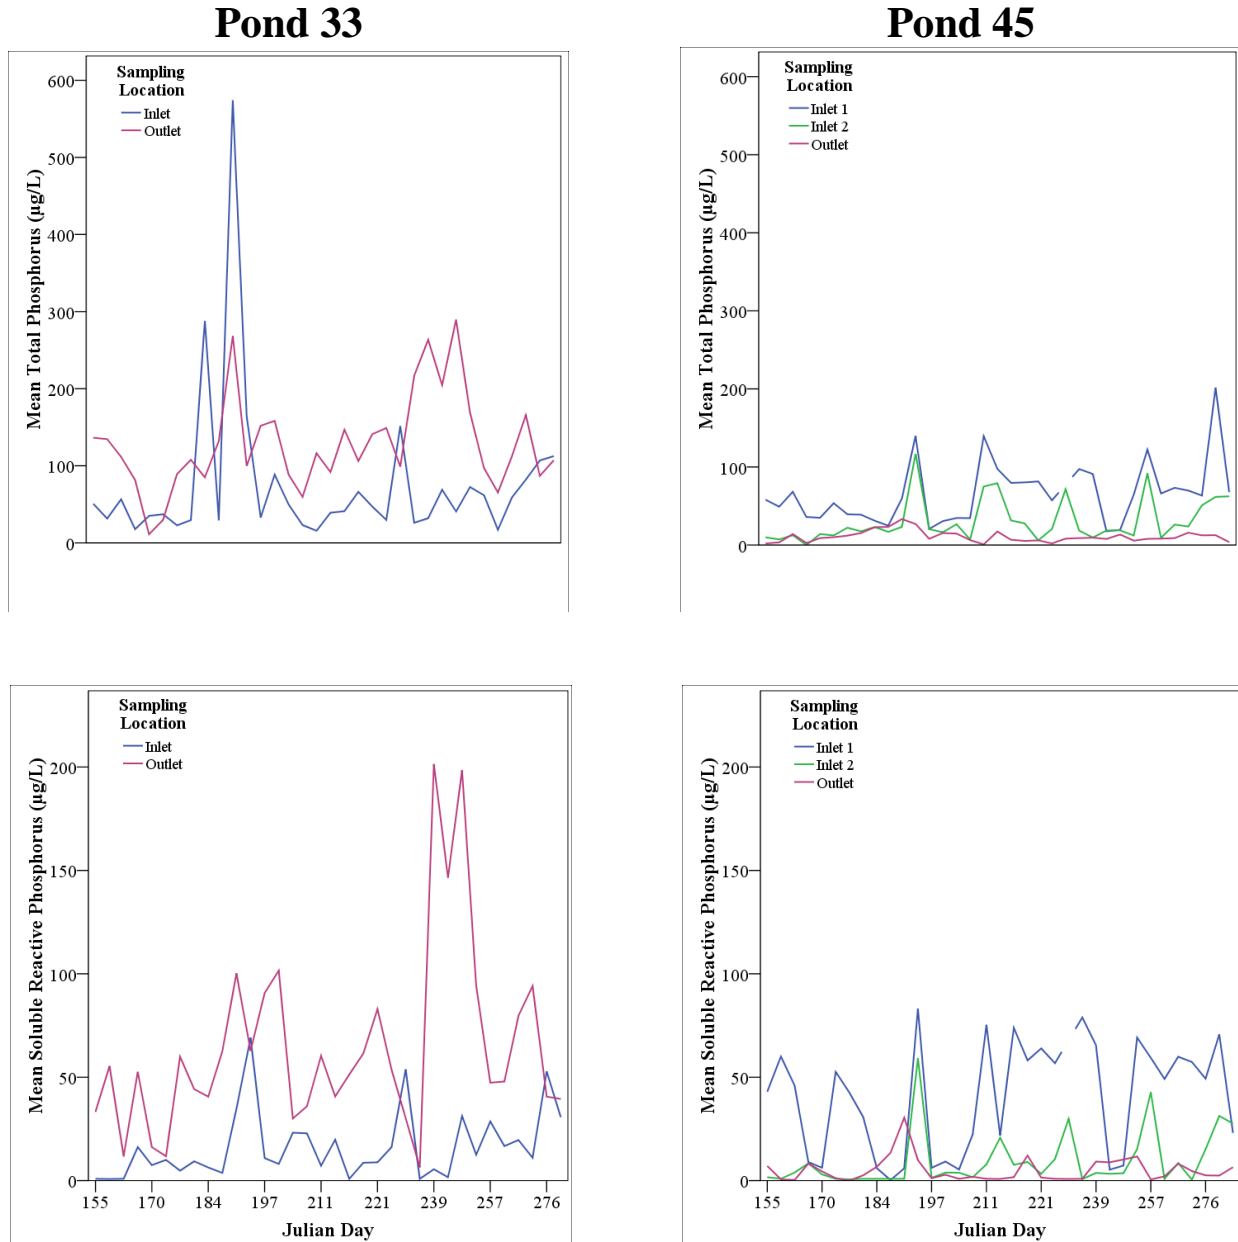 Pond 33
Pond 45
Sampling
Location
Inlet
Outlet
Mean Total Phosphorus (µg/L)
600
500
400
300
200
100
0
Sampling
Location
Inlet 1
Inlet 2
Outlet
Mean Total Phosphorus (µg/L)
600
500
400
300
200
100
0
Sampling
Location
Inlet
Outlet
Mean Soluble Reactive Phosphorus (µg/L)
200
150
100
50
0
155 170 184 197 211 221 239 257 276
Julian Day
Sampling
Location
Inlet 1
Inlet 2
Outlet
Mean Soluble Reactive Phosphorus (µg/L)
200
150
100
50
0
155 170 184 197 211 221 239 257 276
Julian Day